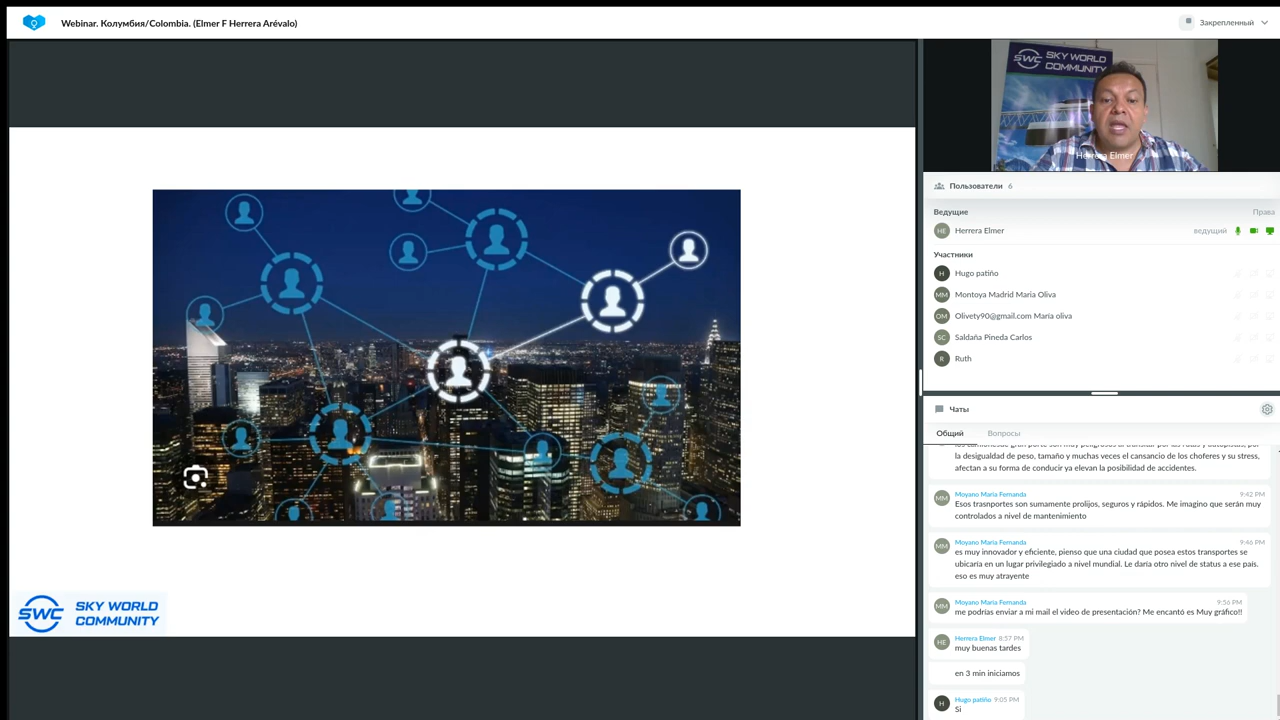 Webinar. Колумбия/Colombia. (Elmer F Herrera Arévalo)
Закрепленный
SWC SKY WORLD
COMMUNITY
Herrera Elmer
Пользователи 6
Ведущие Права
HE Herrera Elmer ведущий
Участники
H Hugo patiño
MM Montoya Madrid Maria Oliva
OM Olivety90@gmail.com María oliva
SC Saldaña Pineda Carlos
R Ruth
Чаты
Общий Вопросы
la desigualdad de peso, tamaño y muchas veces el cansancio de los choferes y su stress,
afectan a su forma de conducir ya elevan la posibilidad de accidentes.
MM Moyano Maria Fernanda 9:42 PM
Esos trasnportes son sumamente prolijos, seguros y rápidos. Me imagino que serán muy
controlados a nivel de mantenimiento
MM Moyano Maria Fernanda 9:46 PM
es muy innovador y eficiente, pienso que una ciudad que posea estos transportes se
ubicaría en un lugar privilegiado a nivel mundial. Le daría otro nivel de status a ese pais.
eso es muy atrayente
MM Moyano Maria Fernanda 9:56 PM
me podrías enviar a mi mail el video de presentación? Me encantó es Muy gráfico!!
HE Herrera Elmer 8:57 PM
muy buenas tardes
en 3 min iniciamos
H Hugo patiño 9:05 PM
Si
SWC SKY WORLD
COMMUNITY